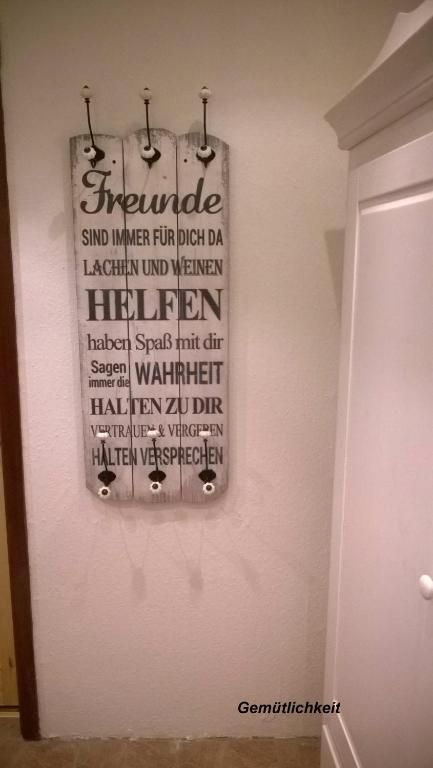 Freunde
SIND IMMER FÜR DICH DA
LACHEN UND WEINEN
HELFEN
haben Spaß mit dir
Sagen immer die WAHRHEIT
HALTEN ZU DIR
VERTRAUEN & VERGEBEN
HALTEN VERSPRECHEN
Gemütlichkeit